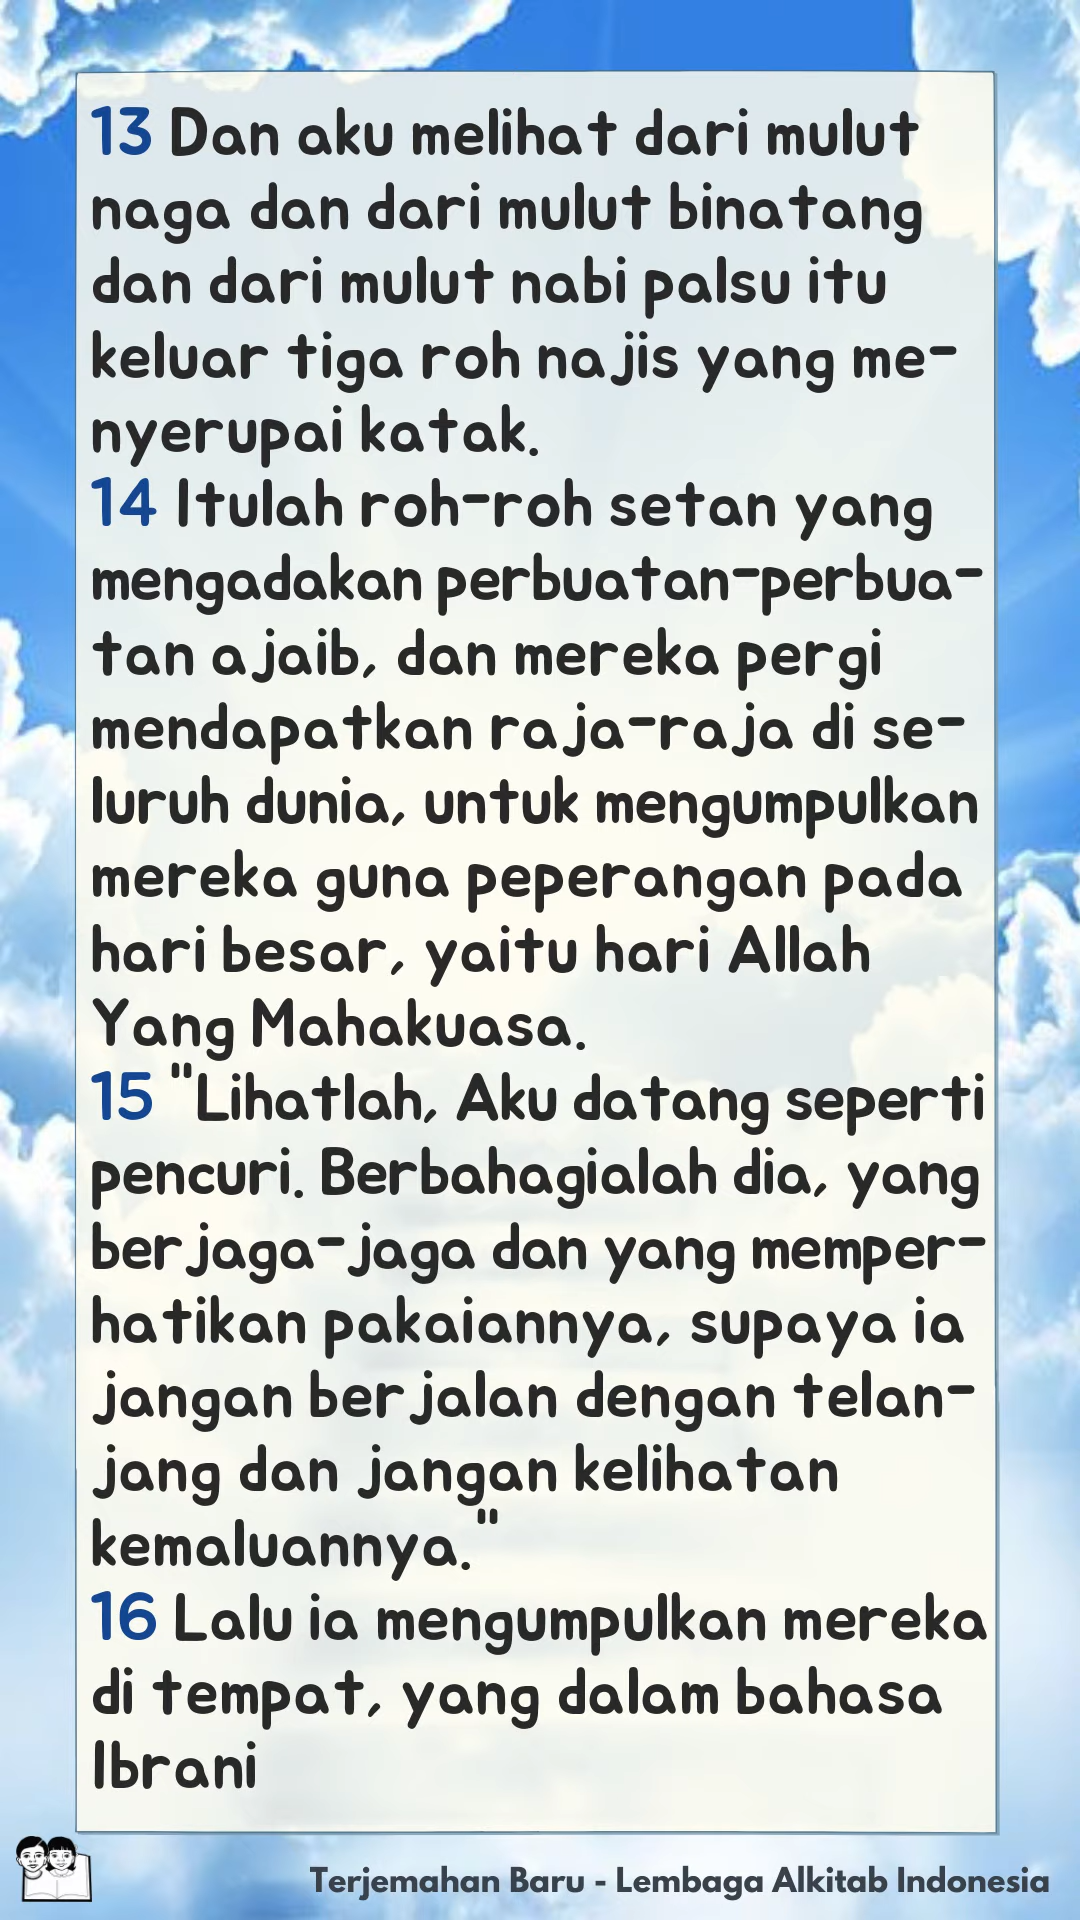 13 Dan aku melihat dari mulut
naga dan dari mulut binatang
dan dari mulut nabi palsu itu
keluar tiga roh najis yang me-
nyerupai katak.
14 Itulah roh-roh setan yang
mengadakan perbuatan-perbua-
tan ajaib, dan mereka pergi
mendapatkan raja-raja di se-
luruh dunia, untuk mengumpulkan
mereka guna peperangan pada
hari besar, yaitu hari Allah
Yang Mahakuasa.
15 "Lihatlah, Aku datang seperti
pencuri. Berbahagialah dia, yang
berjaga-jaga dan yang memper-
hatikan pakaiannya, supaya ia
jangan berjalan dengan telan-
jang dan jangan kelihatan
kemaluannya."
16 Lalu ia mengumpulkan mereka
di tempat, yang dalam bahasa
Ibrani
Terjemahan Baru - Lembaga Alkitab Indonesia